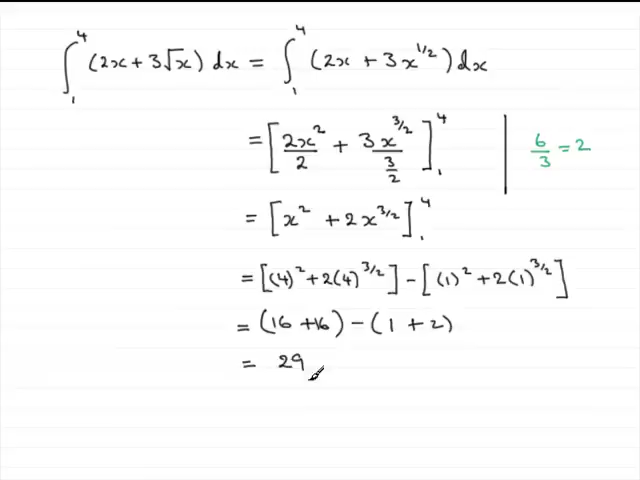 ∫₁⁴ (2x + 3√x) dx = ∫₁⁴ (2x + 3x^{1/2}) dx
= [2x²/2 + 3x^{3/2}/(3/2)]₁⁴
6/3 = 2
= [x² + 2x^{3/2}]₁⁴
= [(4)² + 2(4)^{3/2}] − [(1)² + 2(1)^{3/2}]
= (16 + 16) − (1 + 2)
= 29